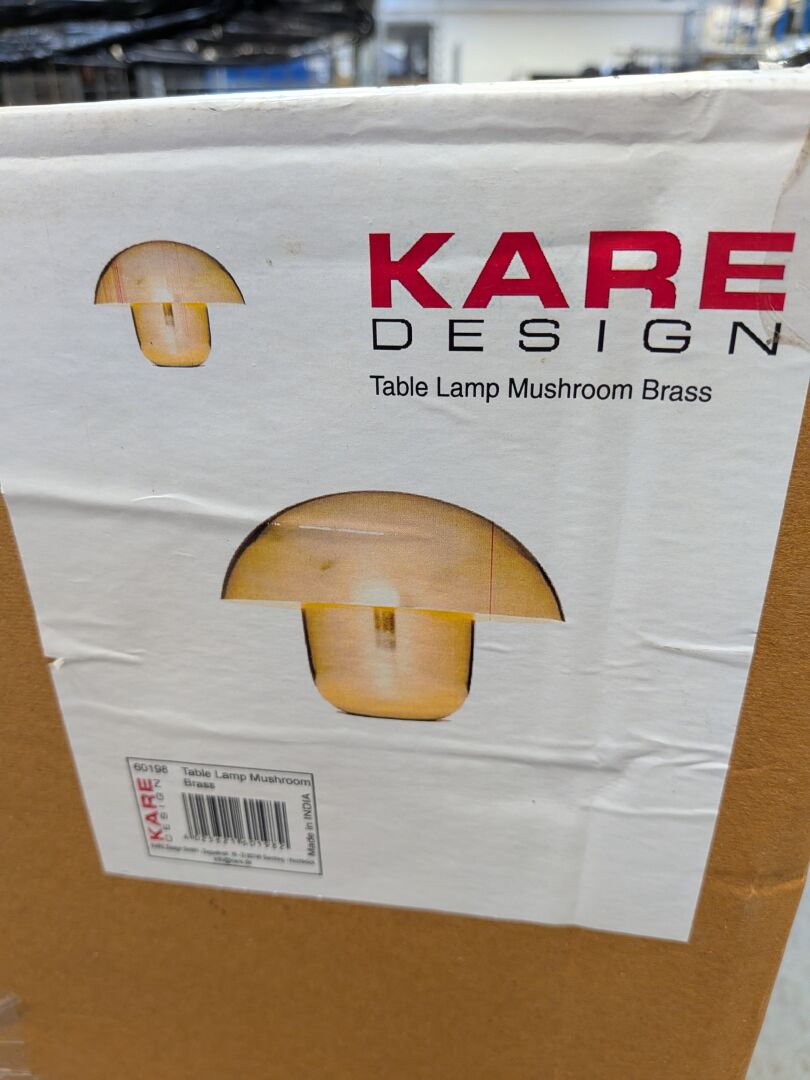 KARE
DESIGN
Table Lamp Mushroom Brass
60198 Table Lamp Mushroom
Brass
KARE
DESIGN
Made in INDIA